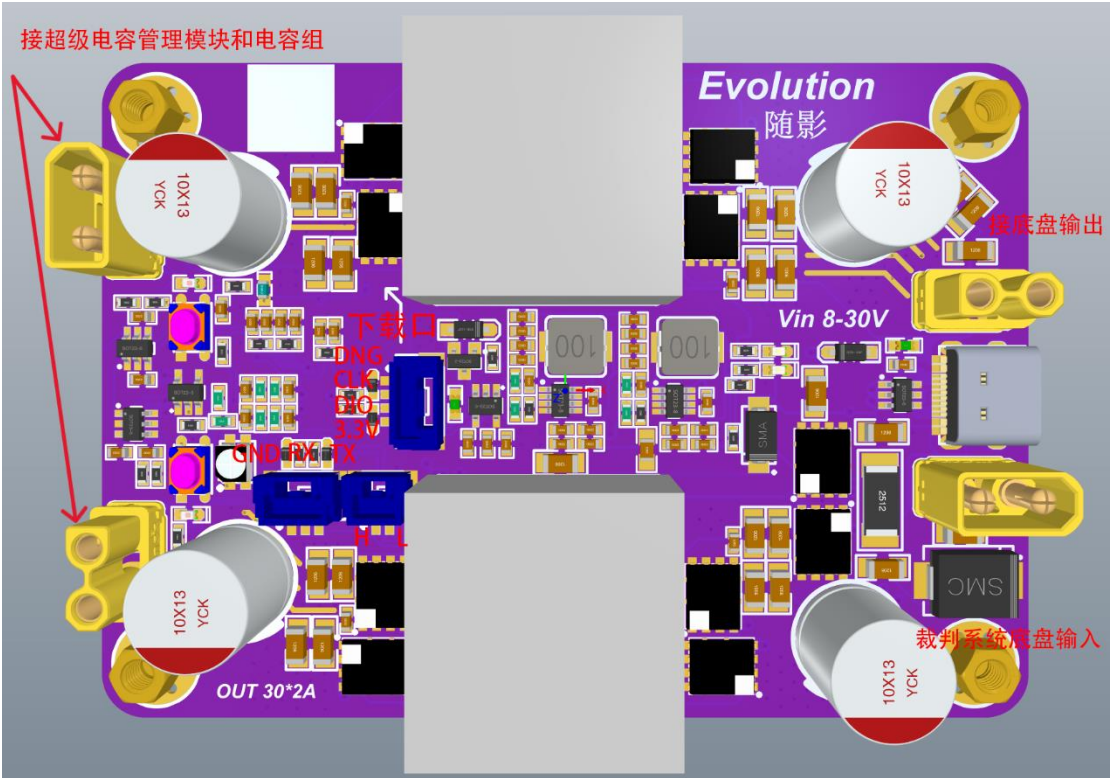 接超级电容管理模块和电容组
Evolution
随影
10X13
YCK
10X13
YCK
接底盘输出
Vin 8-30V
下载口
DNG
CLK
DIO
3.3V
100
100
GND RX TX
SMA
2512
H L
SMC
10X13
YCK
10X13
YCK
裁判系统底盘输入
OUT 30*2A